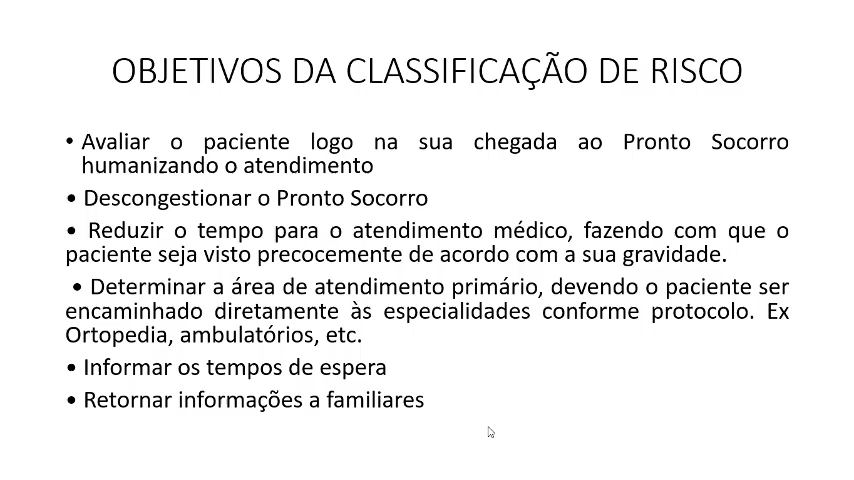 OBJETIVOS DA CLASSIFICAÇÃO DE RISCO
• Avaliar o paciente logo na sua chegada ao Pronto Socorro
humanizando o atendimento
• Descongestionar o Pronto Socorro
• Reduzir o tempo para o atendimento médico, fazendo com que o
paciente seja visto precocemente de acordo com a sua gravidade.
• Determinar a área de atendimento primário, devendo o paciente ser
encaminhado diretamente às especialidades conforme protocolo. Ex
Ortopedia, ambulatórios, etc.
• Informar os tempos de espera
• Retornar informações a familiares